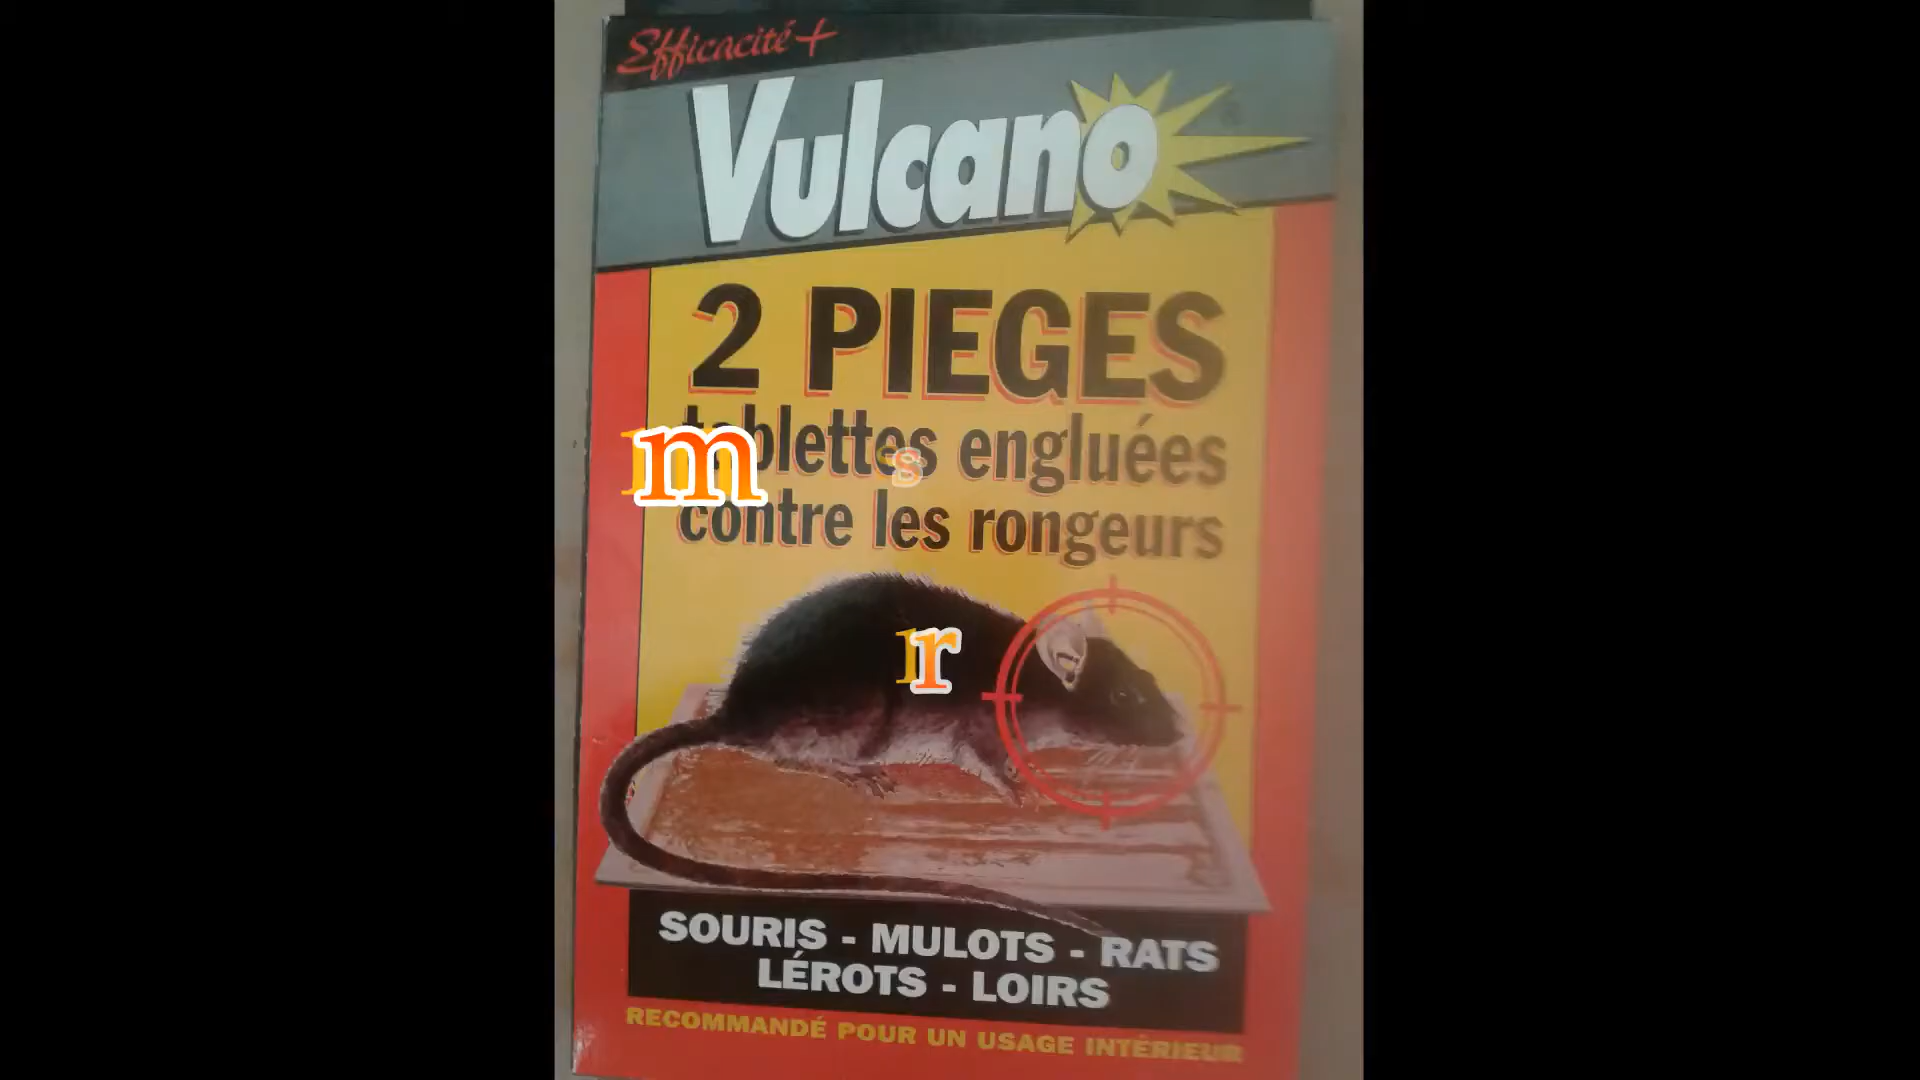 Efficacité+
Vulcano
2 PIEGES
tablettes engluées
m
s
contre les rongeurs
r
SOURIS - MULOTS - RATS
LÉROTS - LOIRS
RECOMMANDÉ POUR UN USAGE INTÉRIEUR